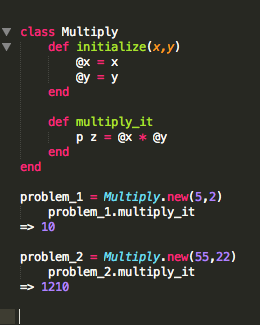 class Multiply
    def initialize(x,y)
        @x = x
        @y = y
    end

    def multiply_it
        p z = @x * @y
    end
end

problem_1 = Multiply.new(5,2)
    problem_1.multiply_it
=> 10

problem_2 = Multiply.new(55,22)
    problem_2.multiply_it
=> 1210